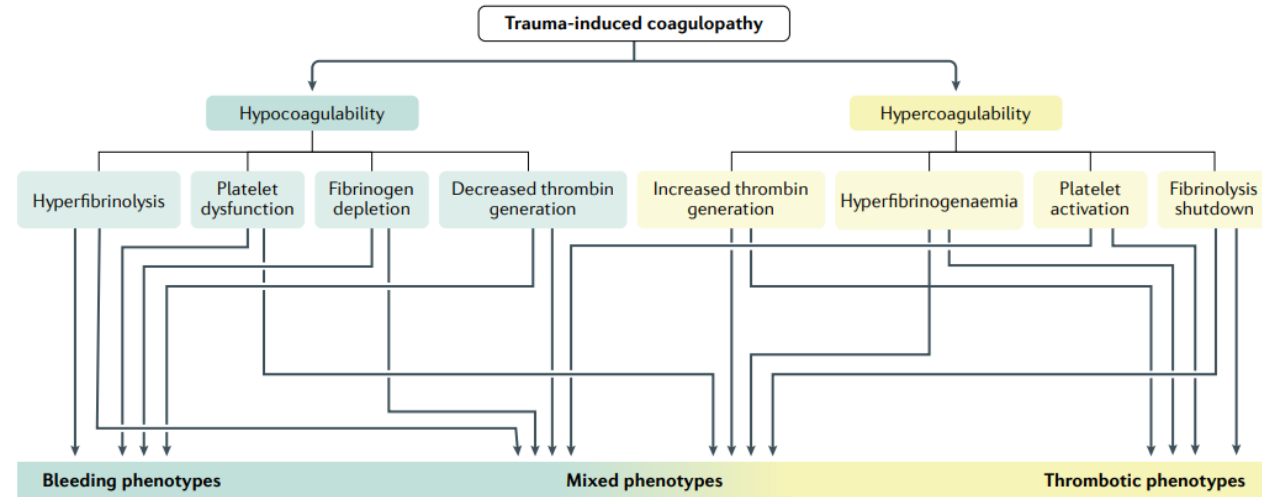 Trauma-induced coagulopathy
Hypocoagulability
Hypercoagulability
Hyperfibrinolysis
Platelet
dysfunction
Fibrinogen
depletion
Decreased thrombin
generation
Increased thrombin
generation
Hyperfibrinogenaemia
Platelet
activation
Fibrinolysis
shutdown
Bleeding phenotypes
Mixed phenotypes
Thrombotic phenotypes